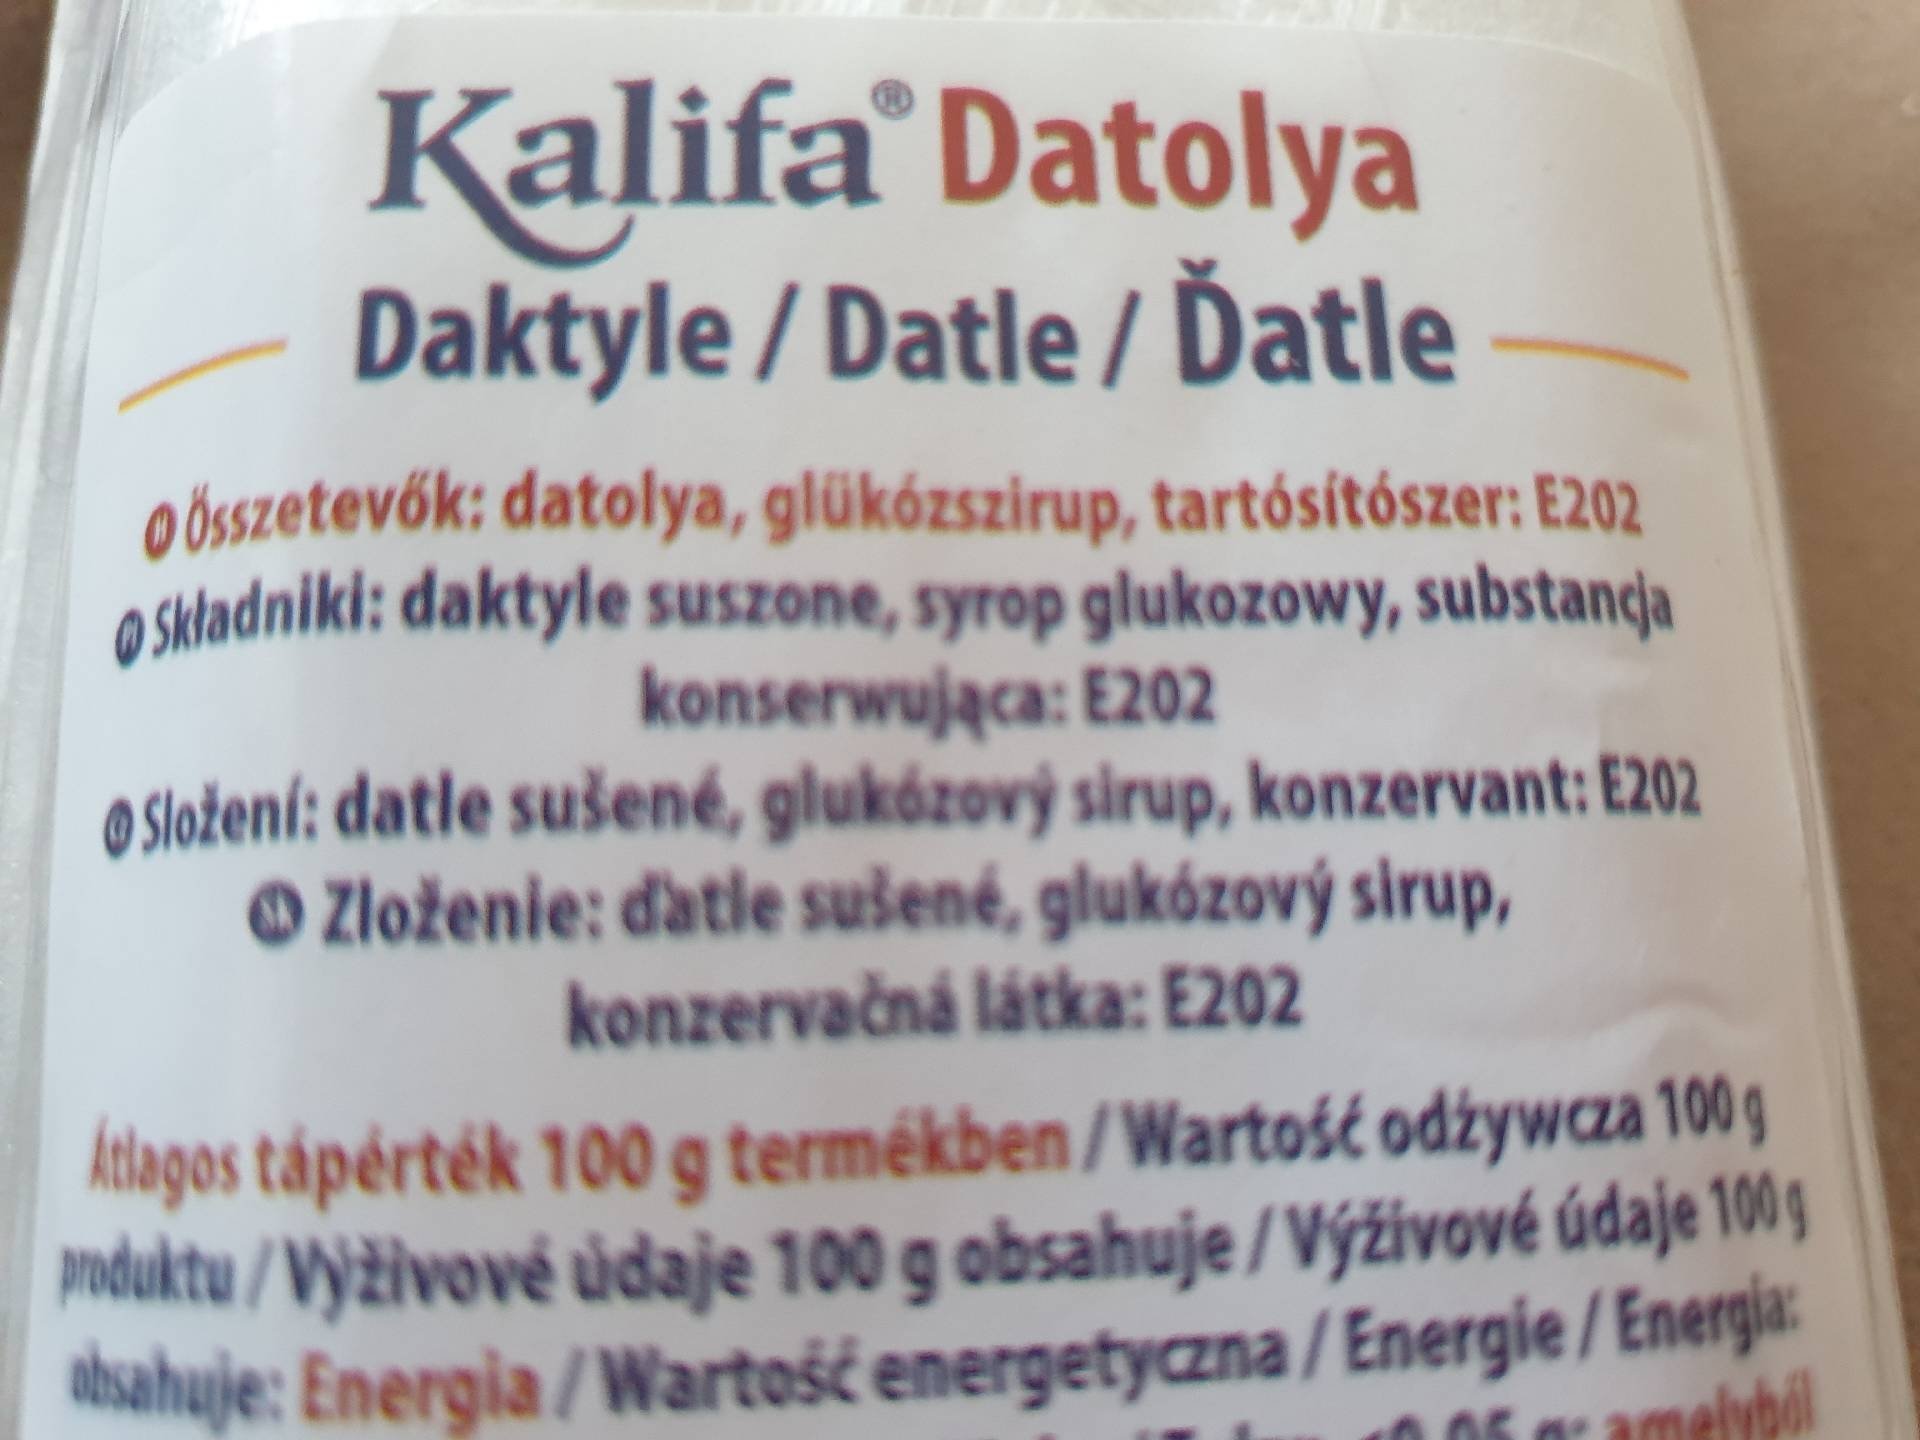 Kalifa® Datolya
Daktyle / Datle / Ďatle
H Összetevők: datolya, glükózszirup, tartósítószer: E202
Składniki: daktyle suszone, syrop glukozowy, substancja
konserwująca: E202
Složení: datle sušené, glukózový sirup, konzervant: E202
SK Zloženie: ďatle sušené, glukózový sirup,
konzervačná látka: E202
Átlagos tápérték 100 g termékben / Wartość odżywcza 100 g
produktu / Výživové údaje 100 g obsahuje / Výživové údaje 100 g
obsahuje: Energia / Wartość energetyczna / Energie / Energia:
amelyből